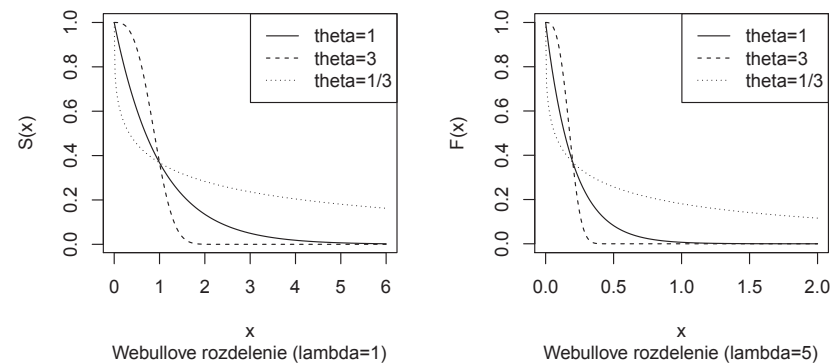 S(x)
1.0
0.8
0.6
0.4
0.2
0.0
theta=1
theta=3
theta=1/3
0 1 2 3 4 5 6
x
Webullove rozdelenie (lambda=1)
F(x)
1.0
0.8
0.6
0.4
0.2
0.0
theta=1
theta=3
theta=1/3
0.0 0.5 1.0 1.5 2.0
x
Webullove rozdelenie (lambda=5)